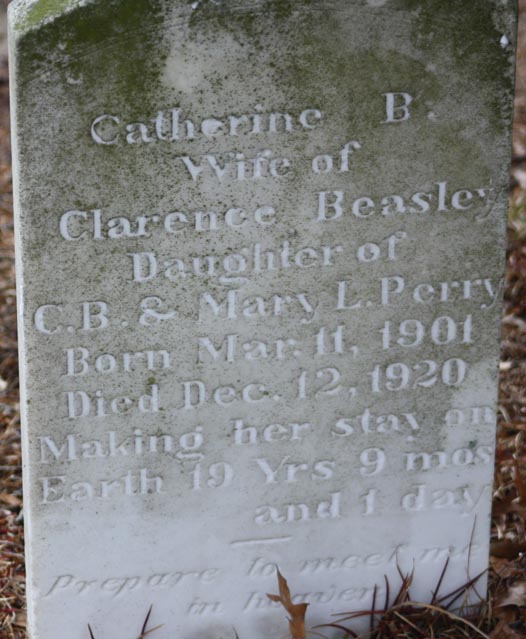 Catherine B.
Wife of
Clarence Beasley
Daughter of
C.B. & Mary L. Perry
Born Mar. 11, 1901
Died Dec. 12, 1920
Making her stay on
Earth 19 Yrs 9 mos
and 1 day
Prepare to meet me
in heaven